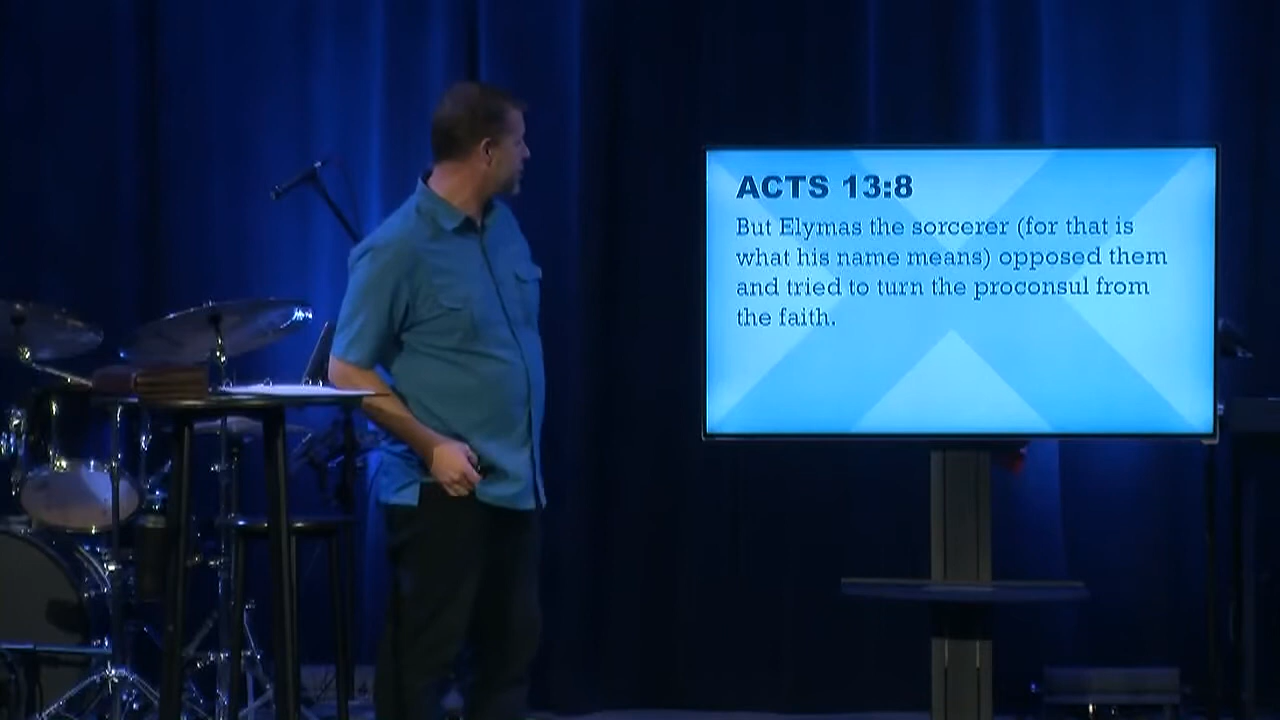 ACTS 13:8
But Elymas the sorcerer (for that is
what his name means) opposed them
and tried to turn the proconsul from
the faith.